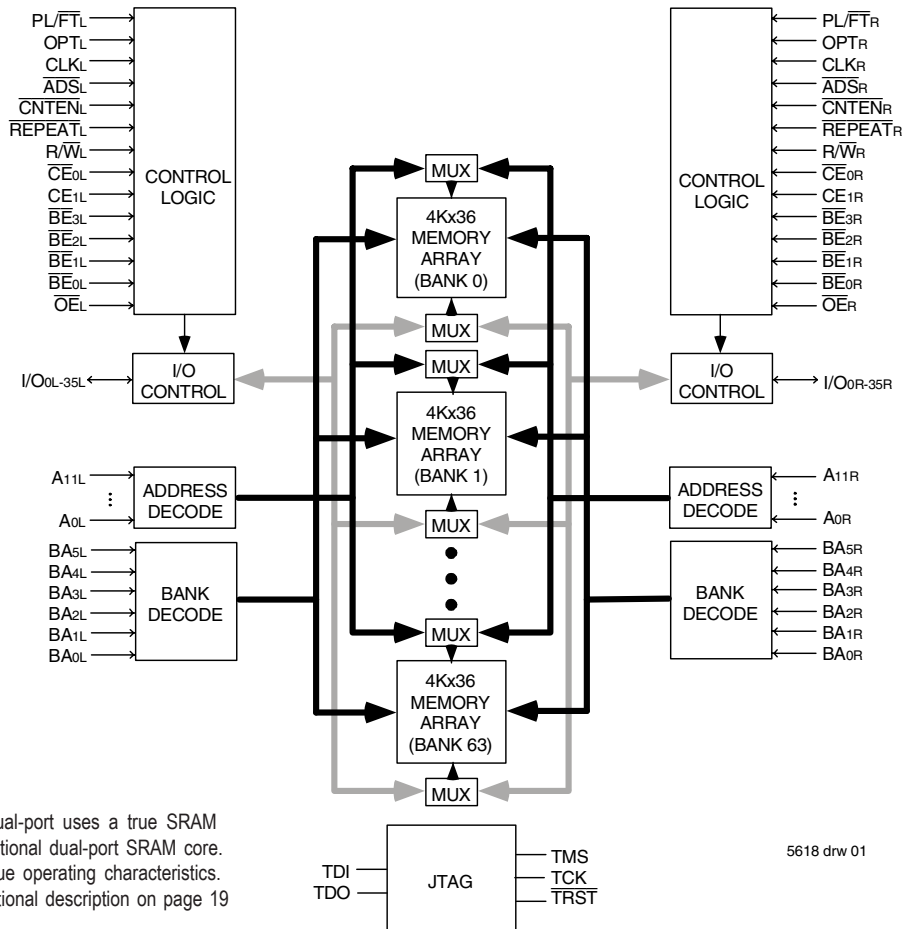 PL/FTL
OPTL
CLKL
ADSL
CNTENL
REPEATL
R/WL
CE0L
CE1L
BE3L
BE2L
BE1L
BE0L
OEL
CONTROL
LOGIC
I/O
CONTROL
I/O0L-35L
A11L
A0L
ADDRESS
DECODE
BA5L
BA4L
BA3L
BA2L
BA1L
BA0L
BANK
DECODE
MUX
4Kx36
MEMORY
ARRAY
(BANK 0)
MUX
MUX
4Kx36
MEMORY
ARRAY
(BANK 1)
MUX
MUX
4Kx36
MEMORY
ARRAY
(BANK 63)
MUX
PL/FTR
OPTR
CLKR
ADSR
CNTENR
REPEATR
R/WR
CE0R
CE1R
BE3R
BE2R
BE1R
BE0R
OER
CONTROL
LOGIC
I/O
CONTROL
I/O0R-35R
A11R
A0R
ADDRESS
DECODE
BA5R
BA4R
BA3R
BA2R
BA1R
BA0R
BANK
DECODE
ual-port uses a true SRAM
tional dual-port SRAM core.
ue operating characteristics.
tional description on page 19
TDI
TDO
JTAG
TMS
TCK
TRST
5618 drw 01